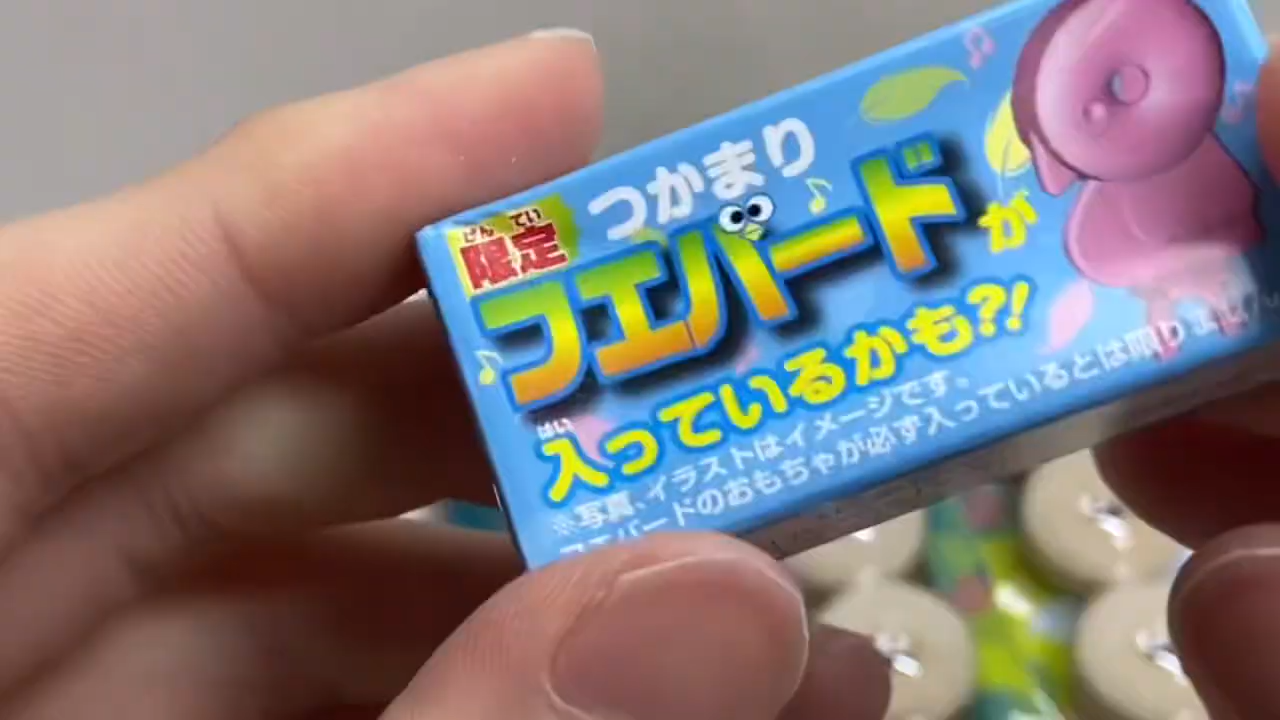 げんてい
限定
つかまり
フエバードが
はい
入っているかも?!
※写真、イラストはイメージです。
フエバードのおもちゃが必ず入っているとは限りません